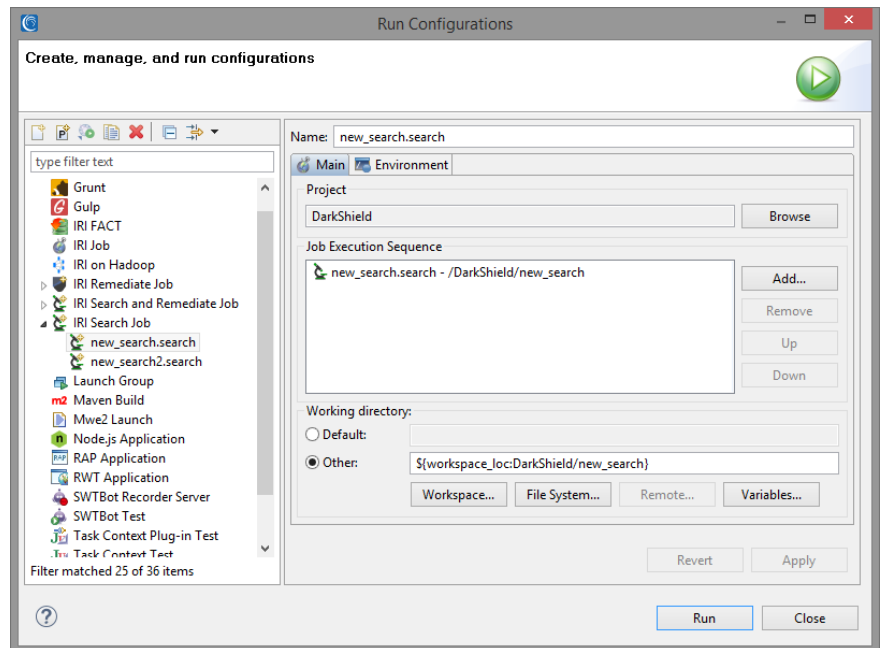 Run Configurations
Create, manage, and run configurations
type filter text
Grunt
Gulp
IRI FACT
IRI Job
IRI on Hadoop
IRI Remediate Job
IRI Search and Remediate Job
IRI Search Job
new_search.search
new_search2.search
Launch Group
m2 Maven Build
Mwe2 Launch
n Node.js Application
RAP RAP Application
RWT Application
SWTBot Recorder Server
SWTBot Test
Task Context Plug-in Test
Task Context Test
Filter matched 25 of 36 items
Name: new_search.search
Main Environment
Project
DarkShield Browse
Job Execution Sequence
new_search.search - /DarkShield/new_search
Add...
Remove
Up
Down
Working directory:
Default:
Other: ${workspace_loc:DarkShield/new_search}
Workspace... File System... Remote... Variables...
Revert Apply
? Run Close